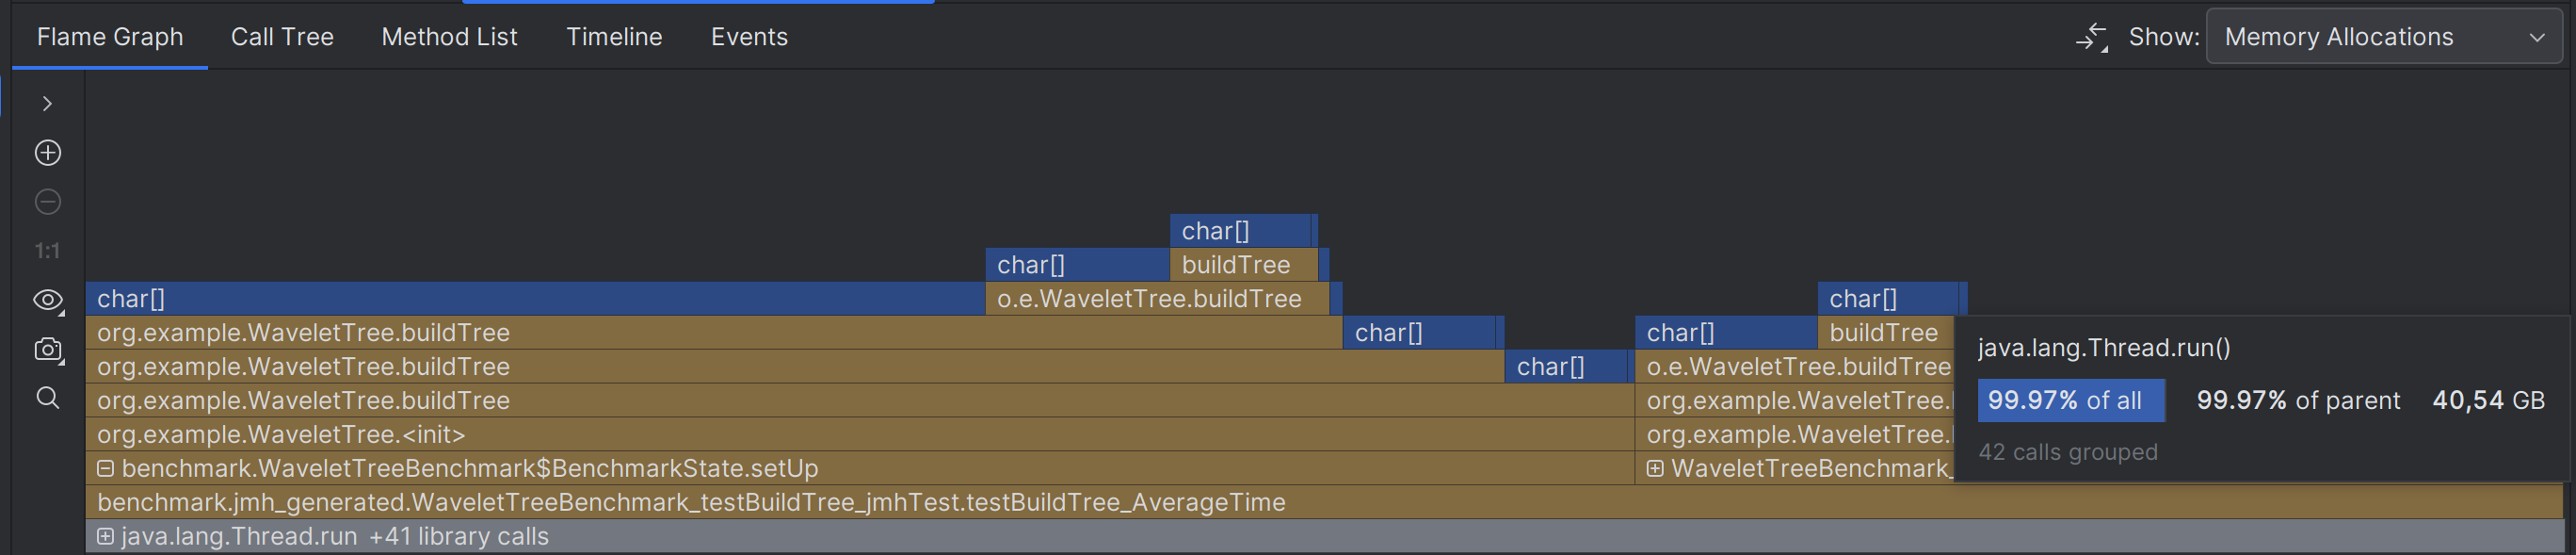 Flame Graph Call Tree Method List Timeline Events Show: Memory Allocations
1:1
char[]
char[] buildTree
char[] o.e.WaveletTree.buildTree char[]
org.example.WaveletTree.buildTree char[] char[] buildTree
org.example.WaveletTree.buildTree char[] o.e.WaveletTree.buildTree
org.example.WaveletTree.buildTree org.example.WaveletTree.
org.example.WaveletTree.<init> org.example.WaveletTree.
benchmark.WaveletTreeBenchmark$BenchmarkState.setUp WaveletTreeBenchmark_
benchmark.jmh_generated.WaveletTreeBenchmark_testBuildTree_jmhTest.testBuildTree_AverageTime
java.lang.Thread.run +41 library calls
java.lang.Thread.run()
99.97% of all 99.97% of parent 40,54 GB
42 calls grouped